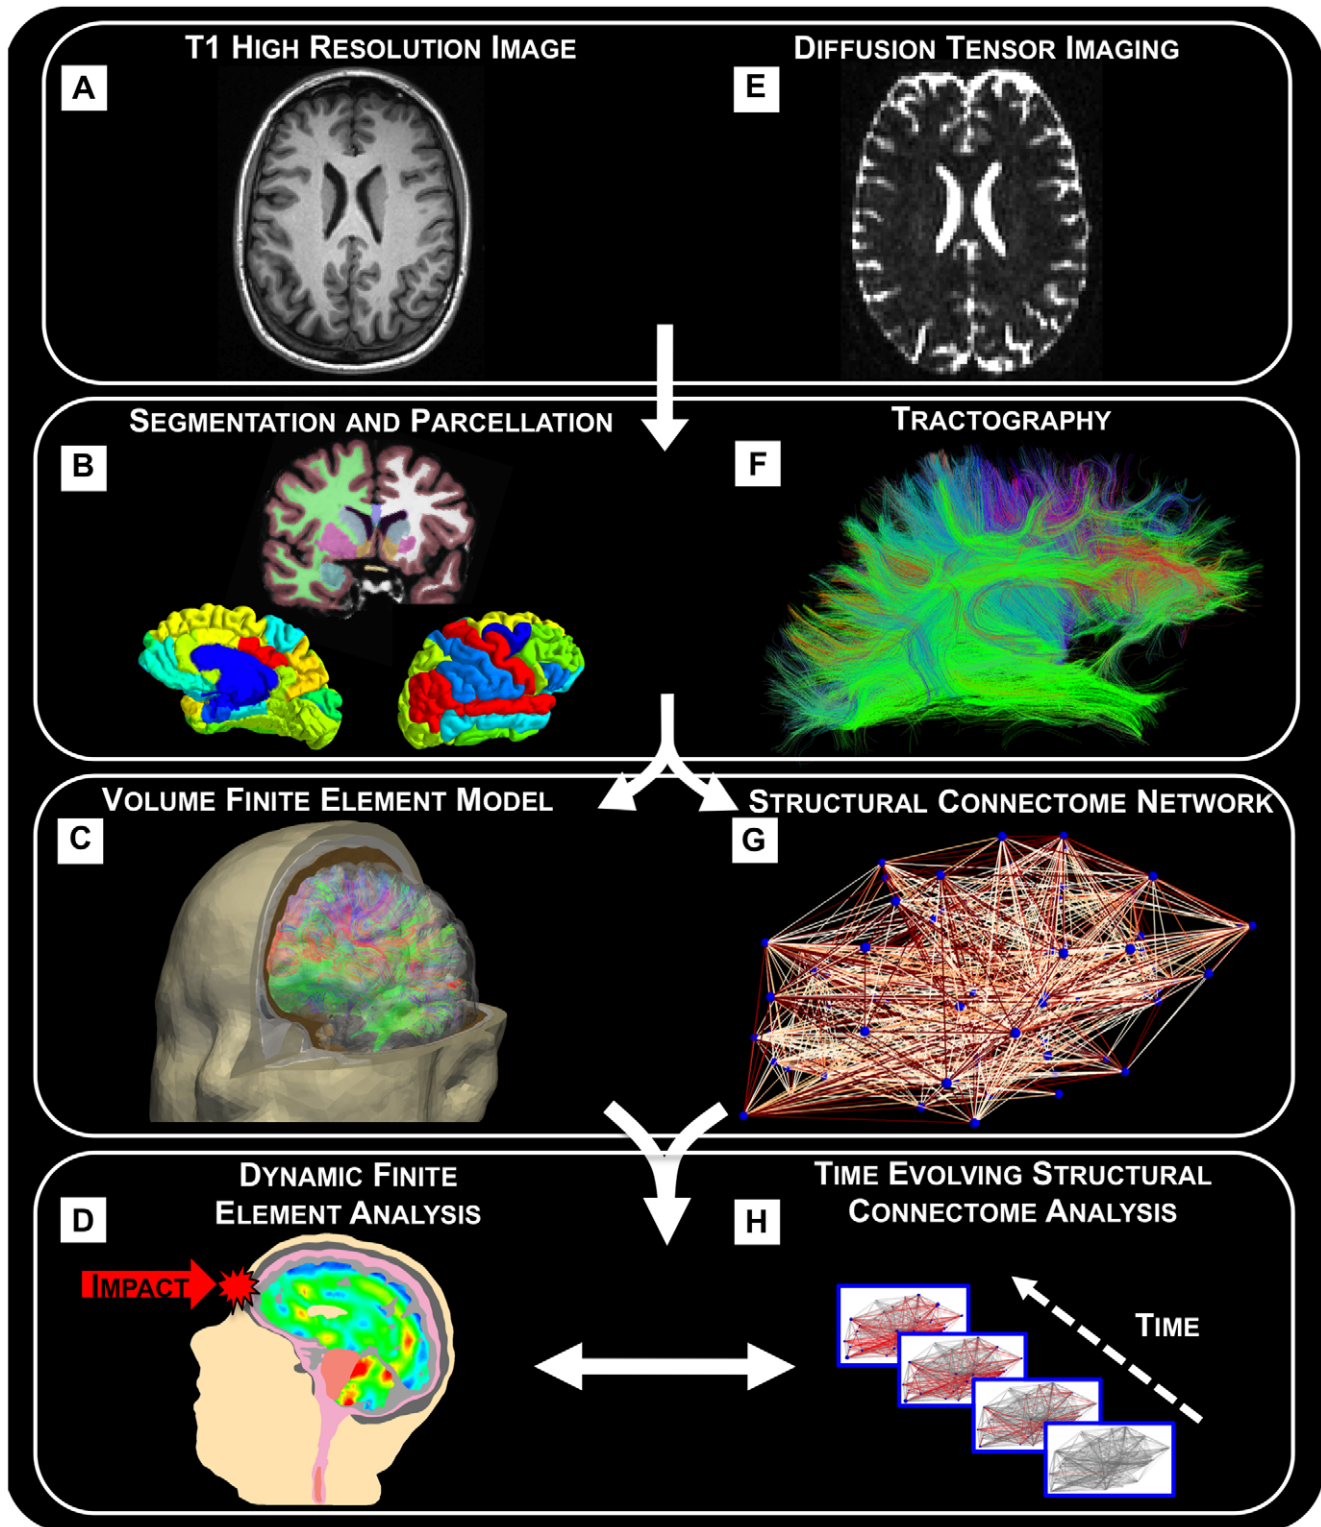 T1 HIGH RESOLUTION IMAGE
A
DIFFUSION TENSOR IMAGING
E
SEGMENTATION AND PARCELLATION
B
TRACTOGRAPHY
F
VOLUME FINITE ELEMENT MODEL
C
STRUCTURAL CONNECTOME NETWORK
G
DYNAMIC FINITE
ELEMENT ANALYSIS
D
IMPACT
TIME EVOLVING STRUCTURAL
CONNECTOME ANALYSIS
H
TIME